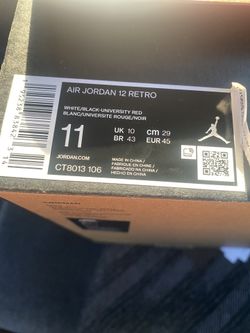 AIR JORDAN 12 RETRO
WHITE/BLACK-UNIVERSITY RED
BLANC/UNIVERSITE ROUGE/NOIR
11
UK 10 cm 29
BR 43 EUR 45
JORDAN.COM
MADE IN CHINA /
FABRIQUÉ EN CHINE /
FABRICADO NA CHINA /
HECHO EN CHINA
CT8013 106